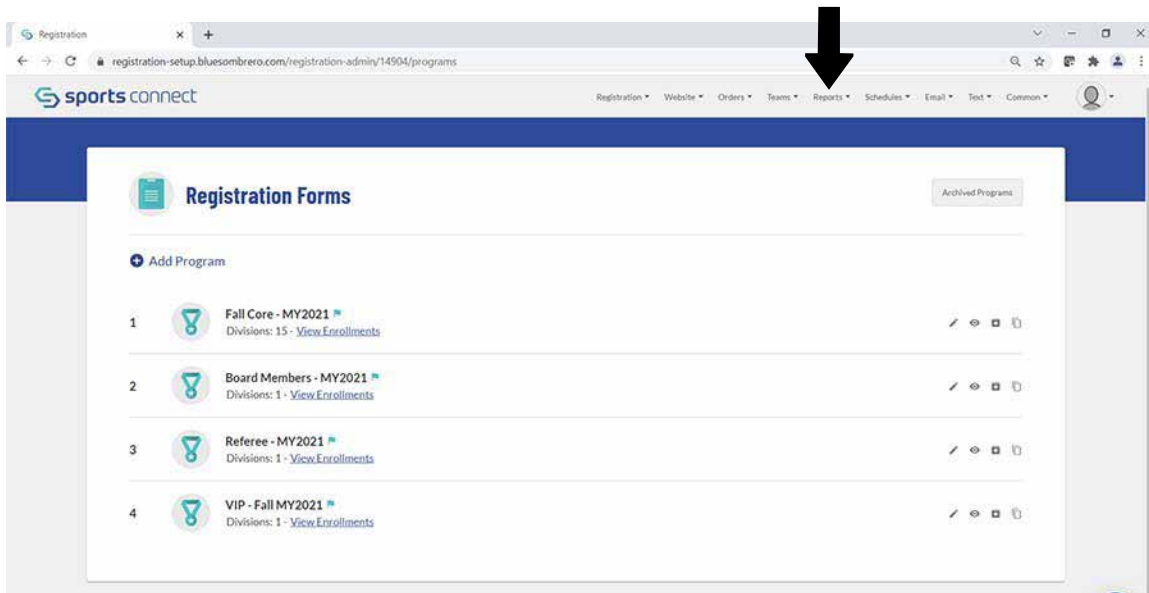 Registration
registration-setup.bluesombrero.com/registration-admin/14904/programs
sports connect
Registration Website Orders Teams Reports Schedules Email Text Common
Registration Forms
Archived Programs
Add Program
1
Fall Core - MY2021
Divisions: 15 - View Enrollments
2
Board Members - MY2021
Divisions: 1 - View Enrollments
3
Referee - MY2021
Divisions: 1 - View Enrollments
4
VIP - Fall MY2021
Divisions: 1 - View Enrollments